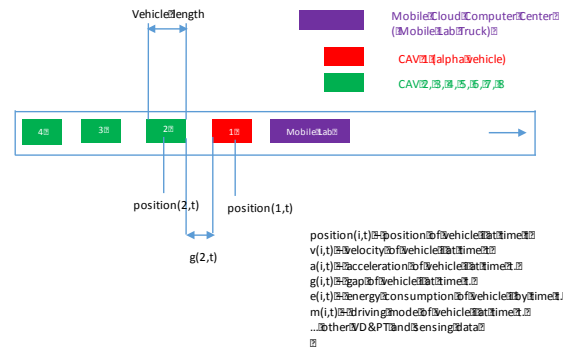 Vehicle length
Mobile Cloud Computer Center
(Mobile Lab Truck)
CAV 1 (alpha vehicle)
CAV 2,3,4,5,6,7,8
4
3
2
1
Mobile Lab
position(2,t)
position(1,t)
g(2,t)
position(i,t) – position of vehicle at time t
v(i,t) – velocity of vehicle at time t
a(i,t) – acceleration of vehicle at time t.
g(i,t) – gap of vehicle at time t.
e(i,t) – energy consumption of vehicle by time t.
m(i,t) – driving mode of vehicle at time t.
... other VD&PT and sensing data